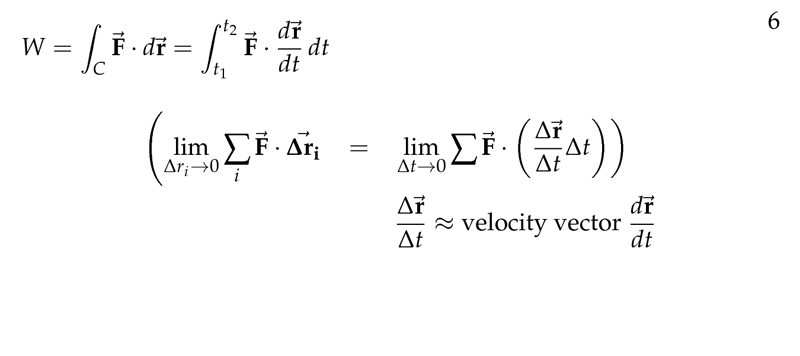 6
W = ∫_C F⃗ · dr⃗ = ∫_{t₁}^{t₂} F⃗ · dr⃗/dt dt
( lim_{Δr_i→0} ∑_i F⃗ · Δr⃗_i = lim_{Δt→0} ∑ F⃗ · ( Δr⃗/Δt Δt ) )
Δr⃗/Δt ≈ velocity vector dr⃗/dt